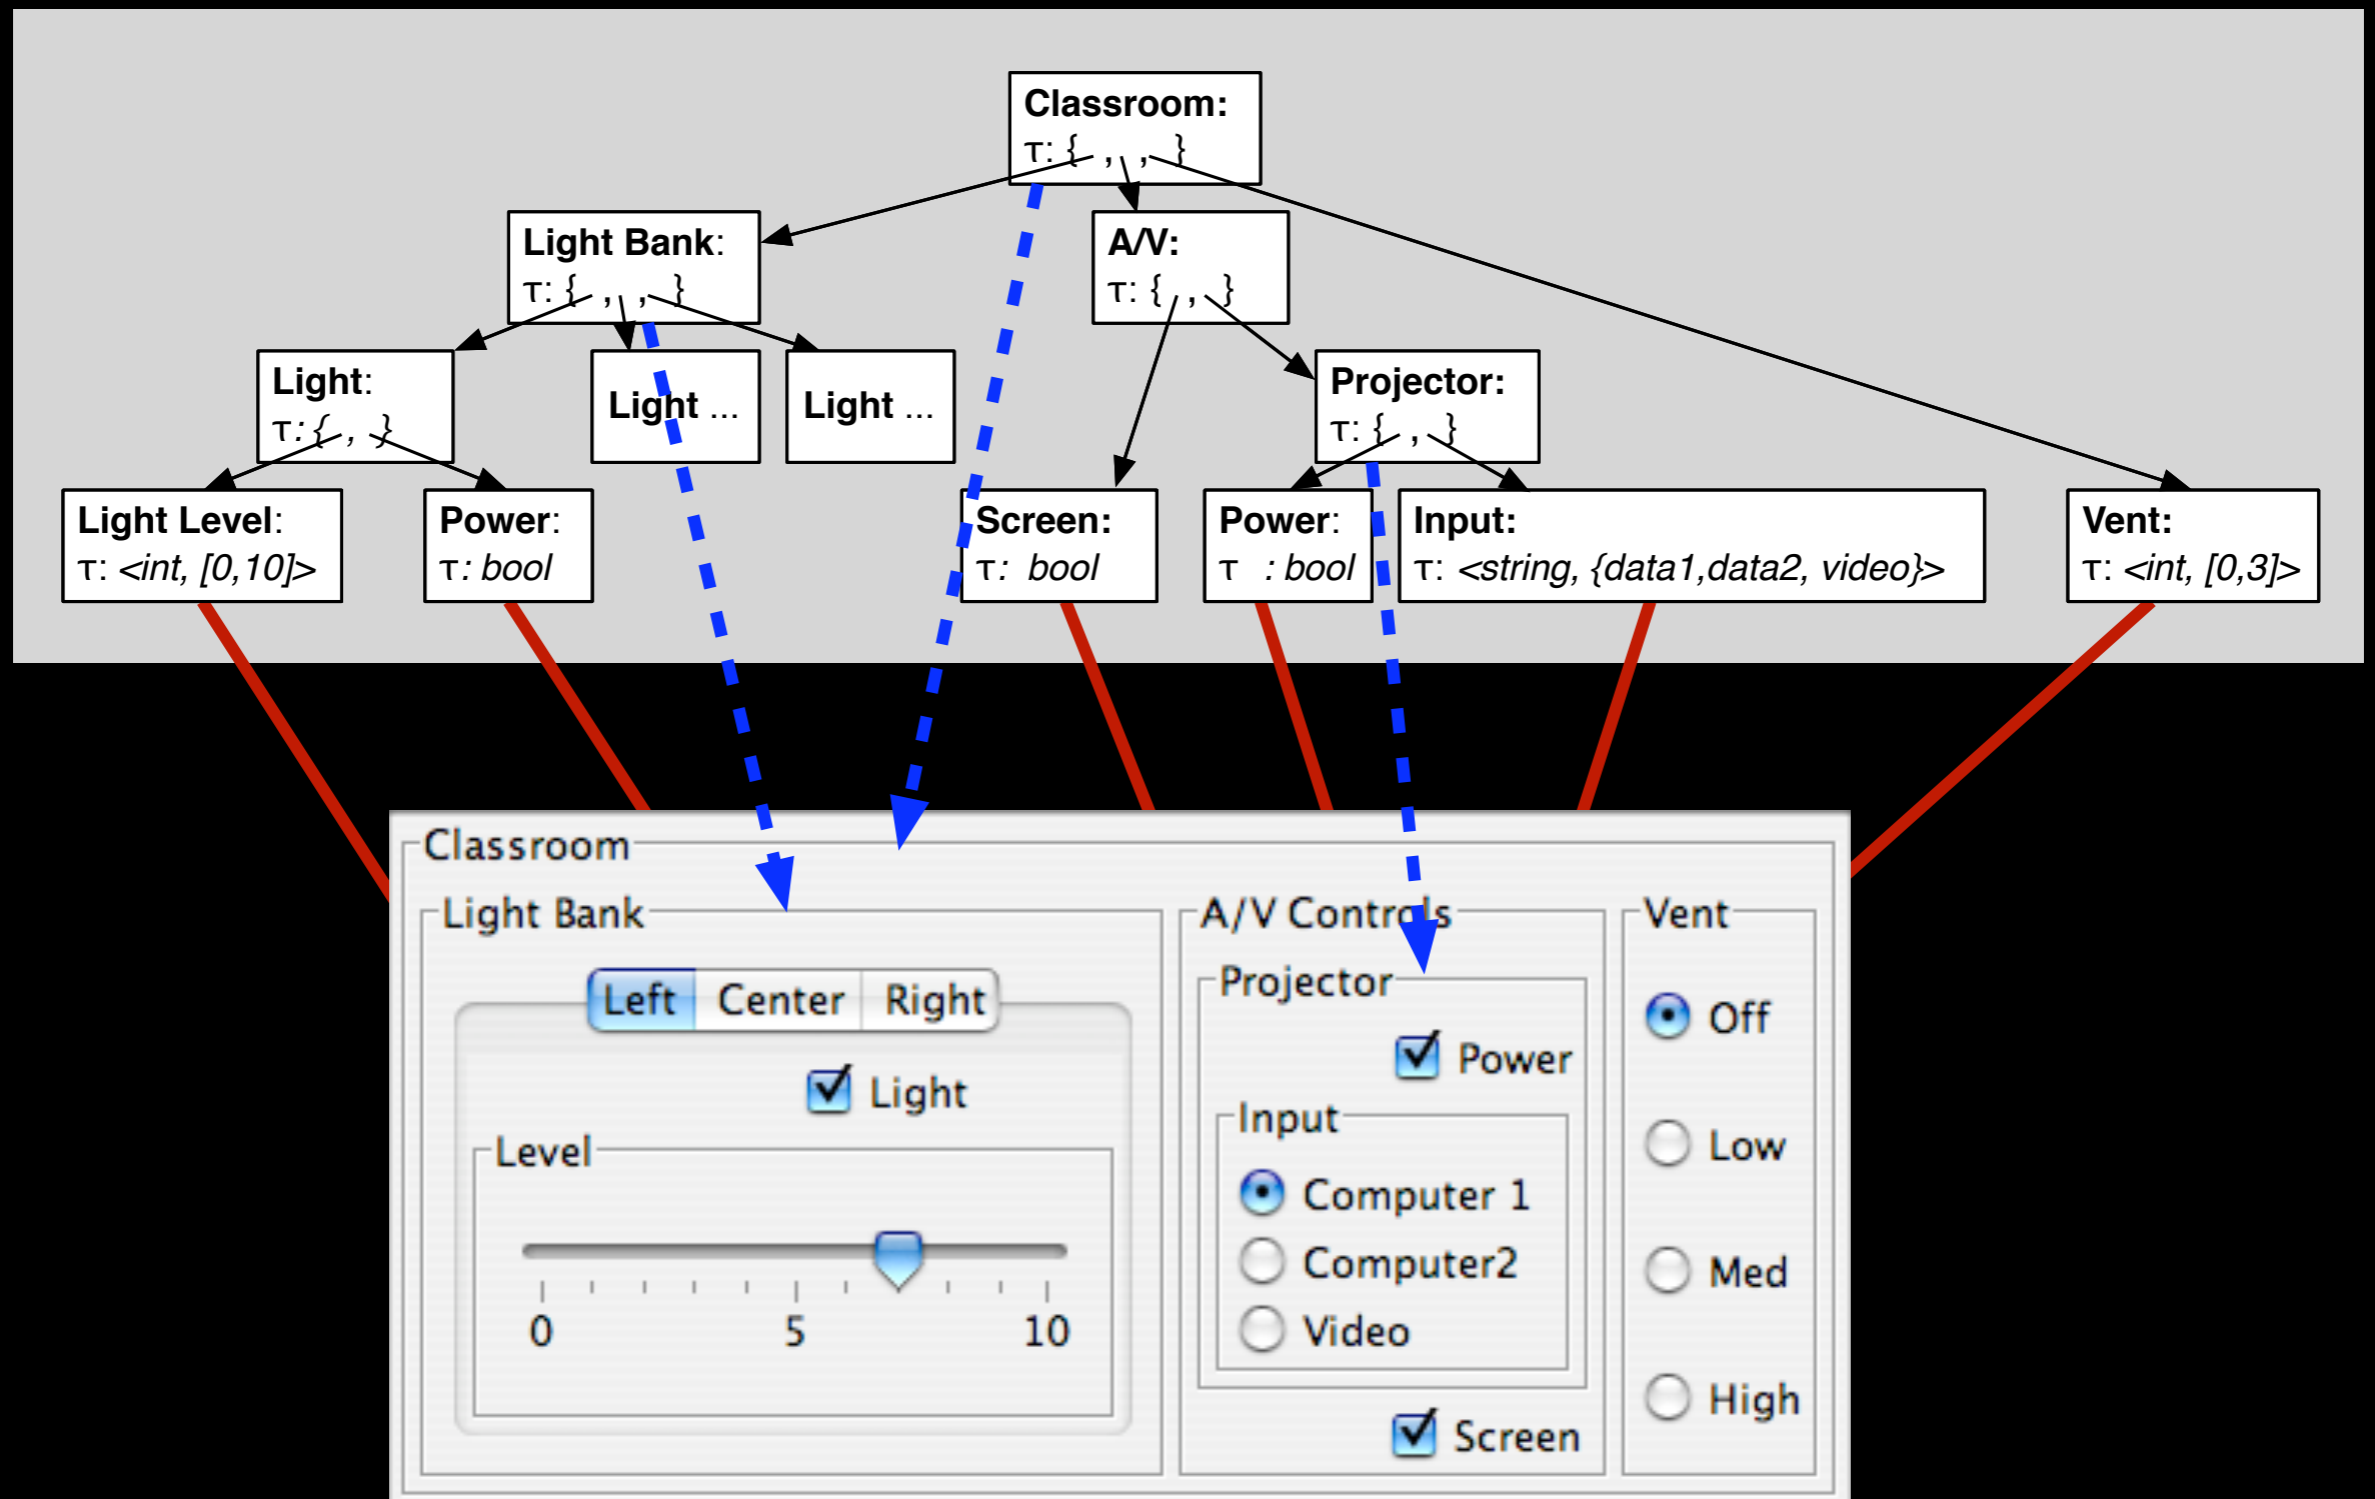 Classroom:
τ: { , , }
Light Bank:
τ: { , , }
A/V:
τ: { , }
Light:
τ: { , }
Light ...
Light ...
Projector:
τ: { , }
Light Level:
τ: <int, [0,10]>
Power:
τ: bool
Screen:
τ: bool
Power:
τ : bool
Input:
τ: <string, {data1,data2, video}>
Vent:
τ: <int, [0,3]>
Classroom
Light Bank
Left Center Right
Light
Level
0 5 10
A/V Controls
Projector
Power
Input
Computer 1
Computer2
Video
Screen
Vent
Off
Low
Med
High